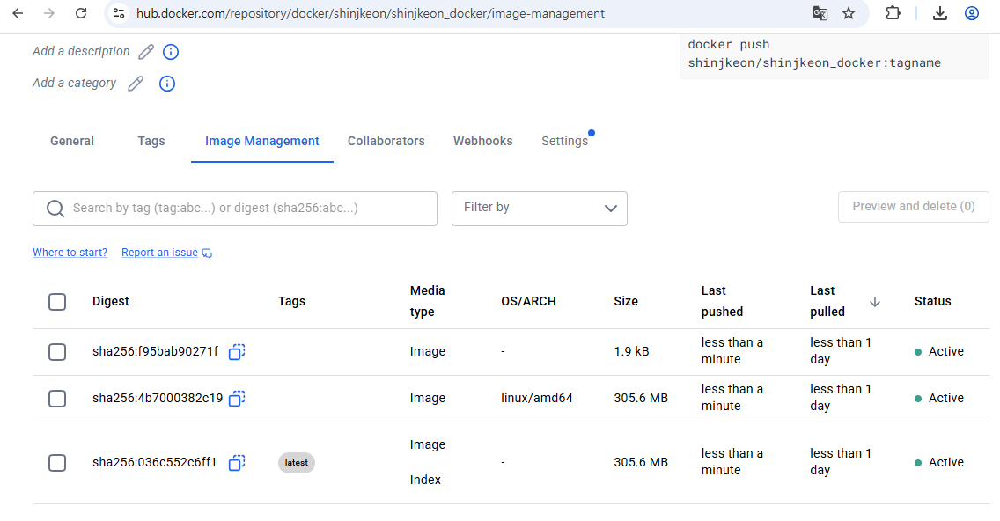 hub.docker.com/repository/docker/shinjkeon/shinjkeon_docker/image-management
Add a description
docker push
shinjkeon/shinjkeon_docker:tagname
Add a category
General Tags Image Management Collaborators Webhooks Settings
Search by tag (tag:abc...) or digest (sha256:abc...)
Filter by
Preview and delete (0)
Where to start? Report an issue
Digest Tags Media type OS/ARCH Size Last pushed Last pulled Status
sha256:f95bab90271f Image - 1.9 kB less than a minute less than 1 day Active
sha256:4b7000382c19 Image linux/amd64 305.6 MB less than a minute less than 1 day Active
sha256:036c552c6ff1 latest Image Index - 305.6 MB less than a minute less than 1 day Active